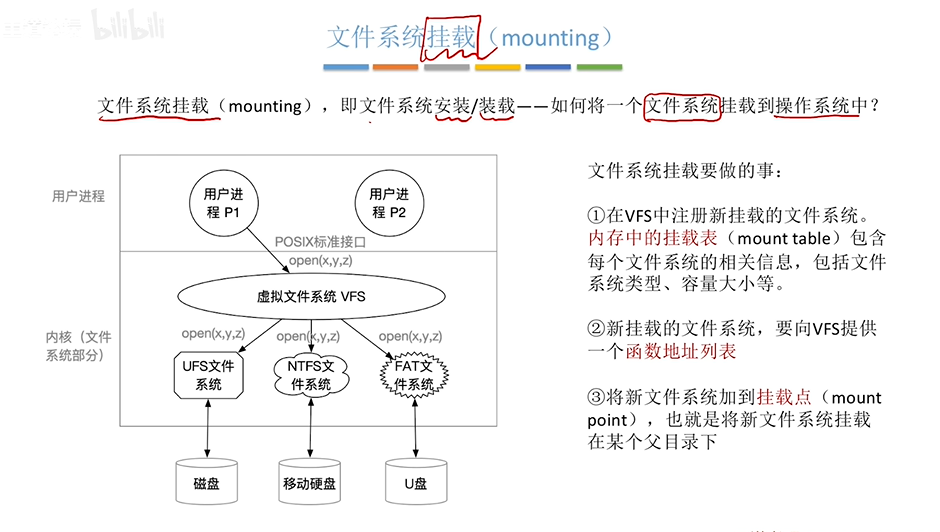 bilibili
文件系统挂载（mounting）
文件系统挂载（mounting），即文件系统安装/装载——如何将一个文件系统挂载到操作系统中？
用户进程
用户进
程 P1
用户进
程 P2
POSIX标准接口
open(x,y,z)
虚拟文件系统 VFS
内核（文件
系统部分）
open(x,y,z)
open(x,y,z)
open(x,y,z)
UFS文件
系统
NTFS文
件系统
FAT文
件系统
磁盘
移动硬盘
U盘
文件系统挂载要做的事：
①在VFS中注册新挂载的文件系统。
内存中的挂载表（mount table）包含
每个文件系统的相关信息，包括文件
系统类型、容量大小等。
②新挂载的文件系统，要向VFS提供
一个函数地址列表
③将新文件系统加到挂载点（mount
point），也就是将新文件系统挂载
在某个父目录下